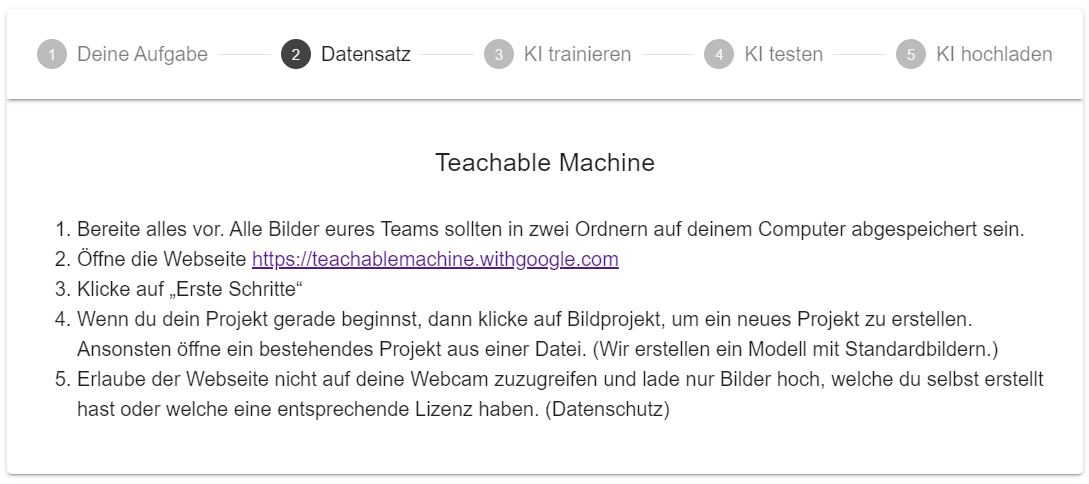 1 Deine Aufgabe 2 Datensatz 3 KI trainieren 4 KI testen 5 KI hochladen
Teachable Machine
1. Bereite alles vor. Alle Bilder eures Teams sollten in zwei Ordnern auf deinem Computer abgespeichert sein.
2. Öffne die Webseite https://teachablemachine.withgoogle.com
3. Klicke auf „Erste Schritte“
4. Wenn du dein Projekt gerade beginnst, dann klicke auf Bildprojekt, um ein neues Projekt zu erstellen.
Ansonsten öffne ein bestehendes Projekt aus einer Datei. (Wir erstellen ein Modell mit Standardbildern.)
5. Erlaube der Webseite nicht auf deine Webcam zuzugreifen und lade nur Bilder hoch, welche du selbst erstellt
hast oder welche eine entsprechende Lizenz haben. (Datenschutz)